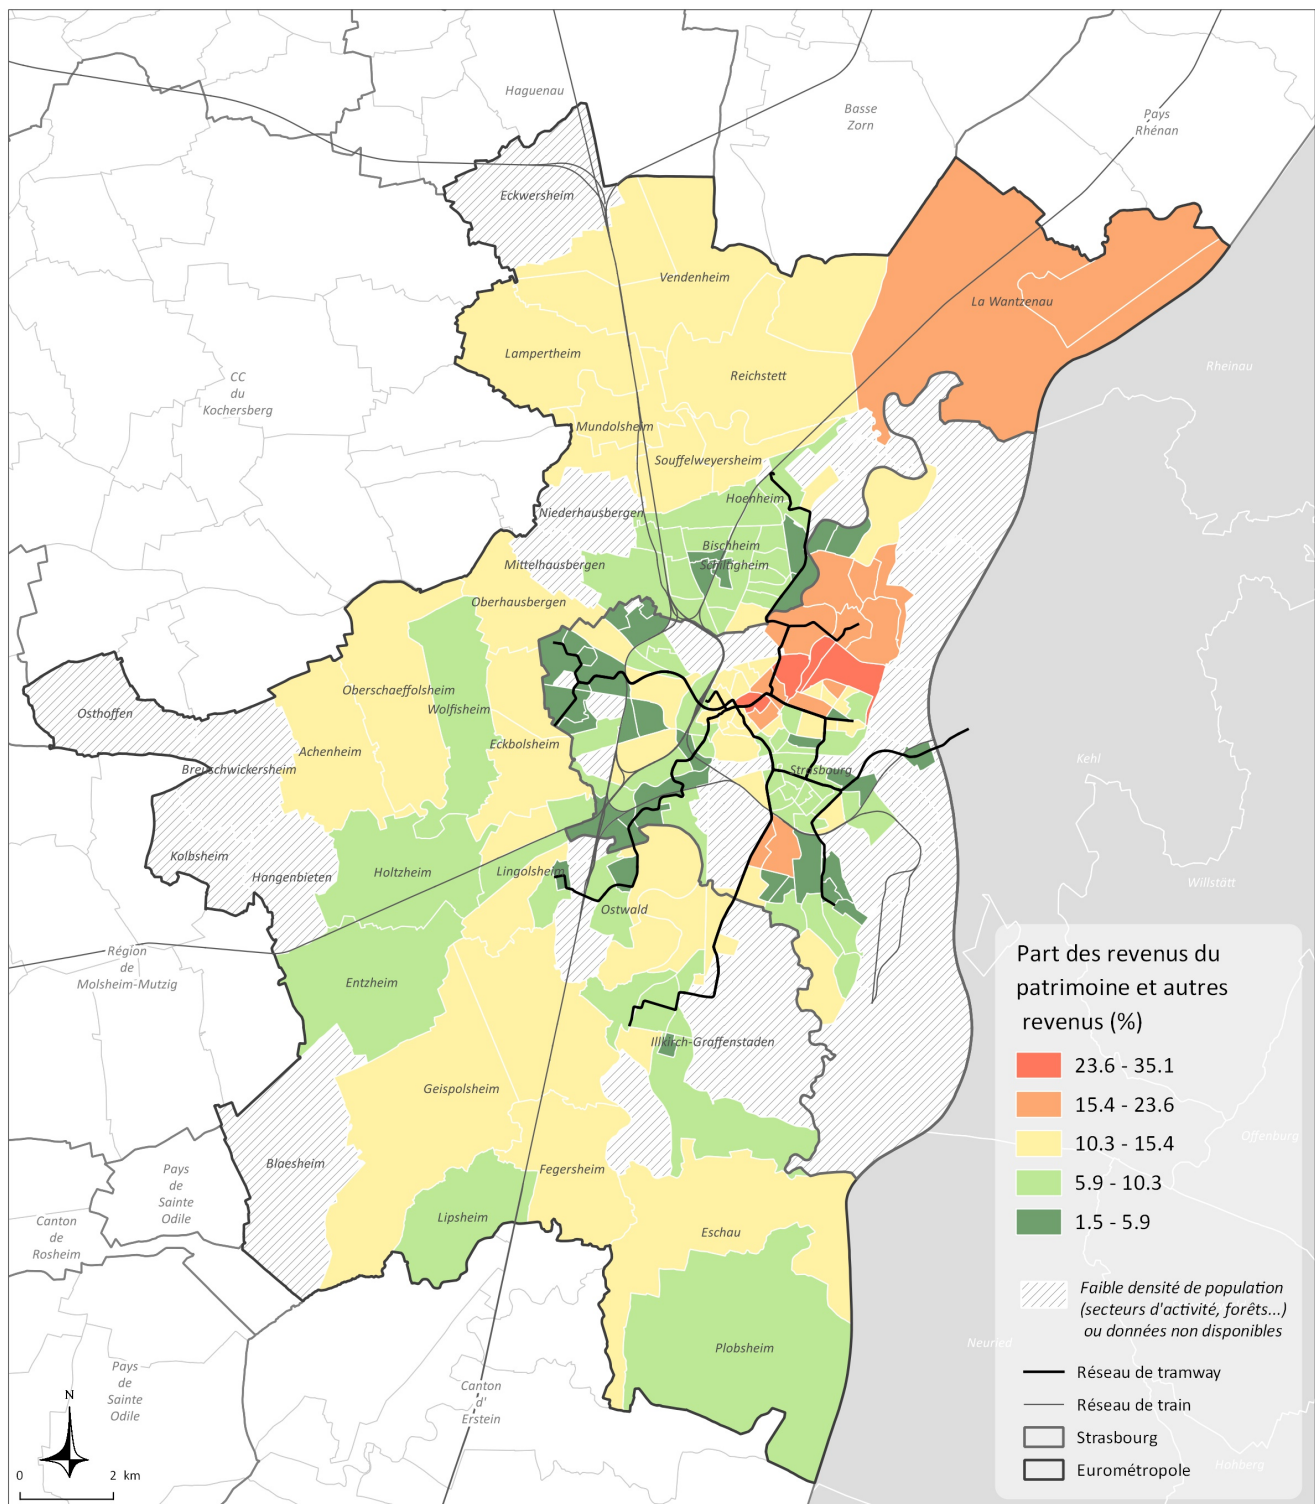 Haguenau
Basse
Zorn
Pays
Rhénan
Eckwersheim
Vendenheim
La Wantzenau
Lampertheim
Reichstett
Rheinau
CC
du
Kochersberg
Mundolsheim
Souffelweyersheim
Hoenheim
Niederhausbergen
Bischheim
Mittelhausbergen
Schiltigheim
Oberhausbergen
Oberschaeffolsheim
Wolfisheim
Osthoffen
Achenheim
Eckbolsheim
Breuschwickersheim
Strasbourg
Kehl
Kolbsheim
Hangenbieten
Holtzheim
Lingolsheim
Willstätt
Ostwald
Région
de
Molsheim-Mutzig
Entzheim
Illkirch-Graffenstaden
Geispolsheim
Blaesheim
Fegersheim
Pays
de
Sainte
Odile
Canton
de
Rosheim
Lipsheim
Eschau
Plobsheim
Pays
de
Sainte
Odile
Canton
d'
Erstein
Offenburg
Neuried
Hohberg
Part des revenus du
patrimoine et autres
revenus (%)
23.6 - 35.1
15.4 - 23.6
10.3 - 15.4
5.9 - 10.3
1.5 - 5.9
Faible densité de population
(secteurs d'activité, forêts...)
ou données non disponibles
Réseau de tramway
Réseau de train
Strasbourg
Eurométropole
N
0 2 km